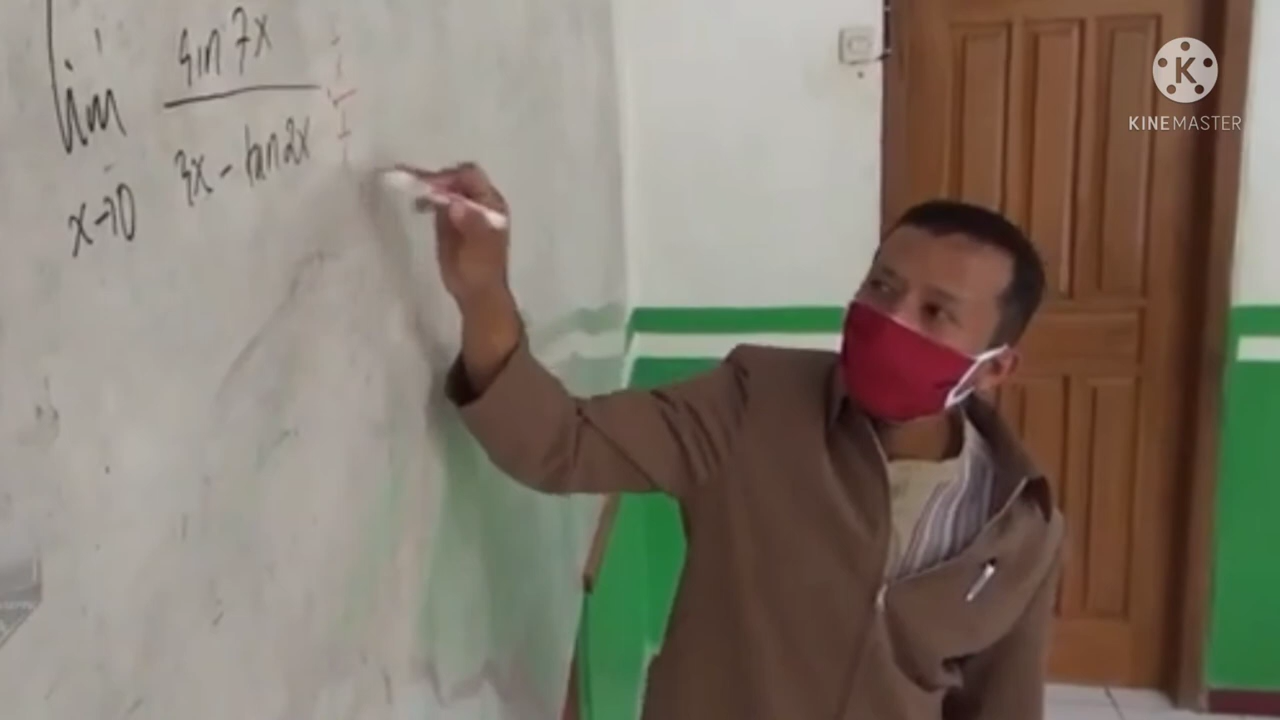 lim sin 7x
x→0 3x - tan 2x
K
KINEMASTER